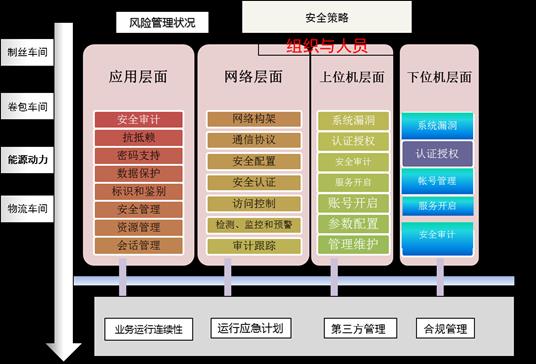 风险管理状况
安全策略
组织与人员
制丝车间
卷包车间
能源动力
物流车间
应用层面
安全审计
抗抵赖
密码支持
数据保护
标识和鉴别
安全管理
资源管理
会话管理
网络层面
网络构架
通信协议
安全配置
安全认证
访问控制
检测、监控和预警
审计跟踪
上位机层面
系统漏洞
认证授权
安全审计
服务开启
账号开启
参数配置
管理维护
下位机层面
系统漏洞
认证授权
帐号管理
服务开启
安全审计
业务运行连续性
运行应急计划
第三方管理
合规管理